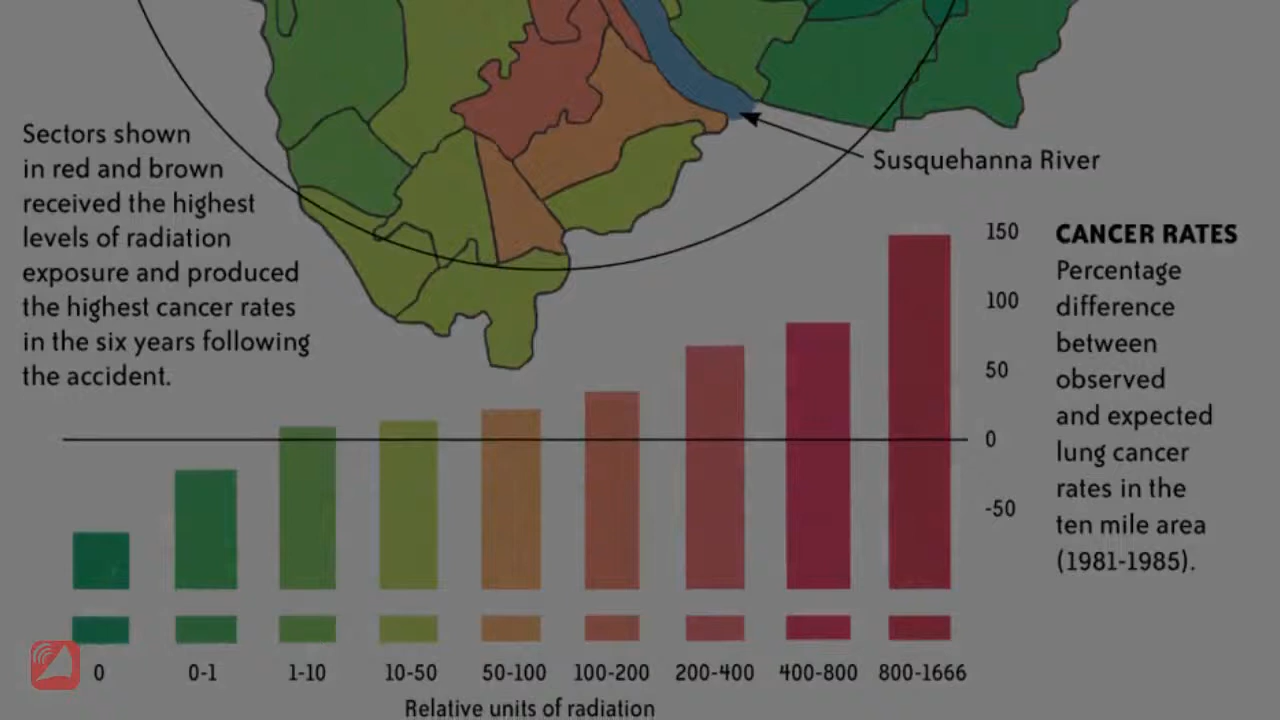 Sectors shown
in red and brown
received the highest
levels of radiation
exposure and produced
the highest cancer rates
in the six years following
the accident.
Susquehanna River
150
100
50
0
-50
CANCER RATES
Percentage
difference
between
observed
and expected
lung cancer
rates in the
ten mile area
(1981-1985).
0
0-1
1-10
10-50
50-100
100-200
200-400
400-800
800-1666
Relative units of radiation